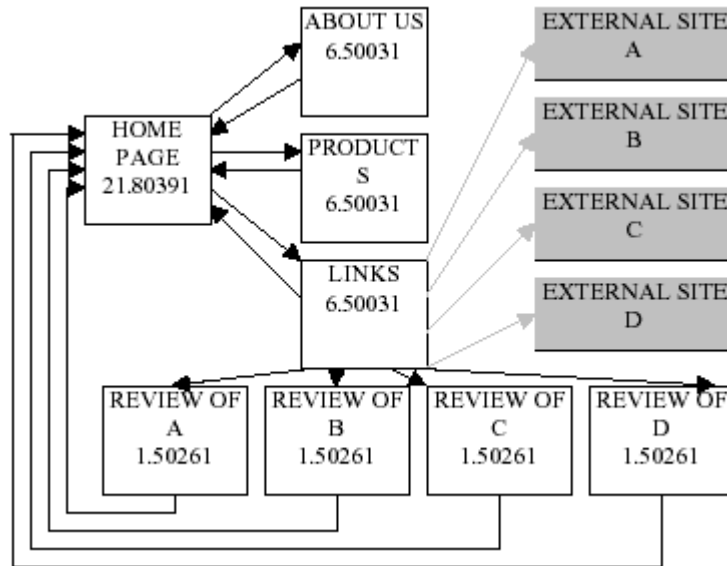 ABOUT US
6.50031
EXTERNAL SITE
A
HOME
PAGE
21.80391
PRODUCT
S
6.50031
EXTERNAL SITE
B
LINKS
6.50031
EXTERNAL SITE
C
EXTERNAL SITE
D
REVIEW OF
A
1.50261
REVIEW OF
B
1.50261
REVIEW OF
C
1.50261
REVIEW OF
D
1.50261